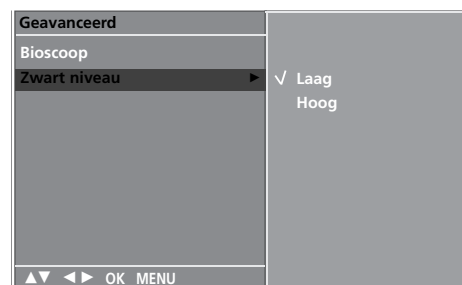 Geavanceerd
Bioscoop
Zwart niveau ►
√ Laag
Hoog
▲▼ ◄► OK MENU